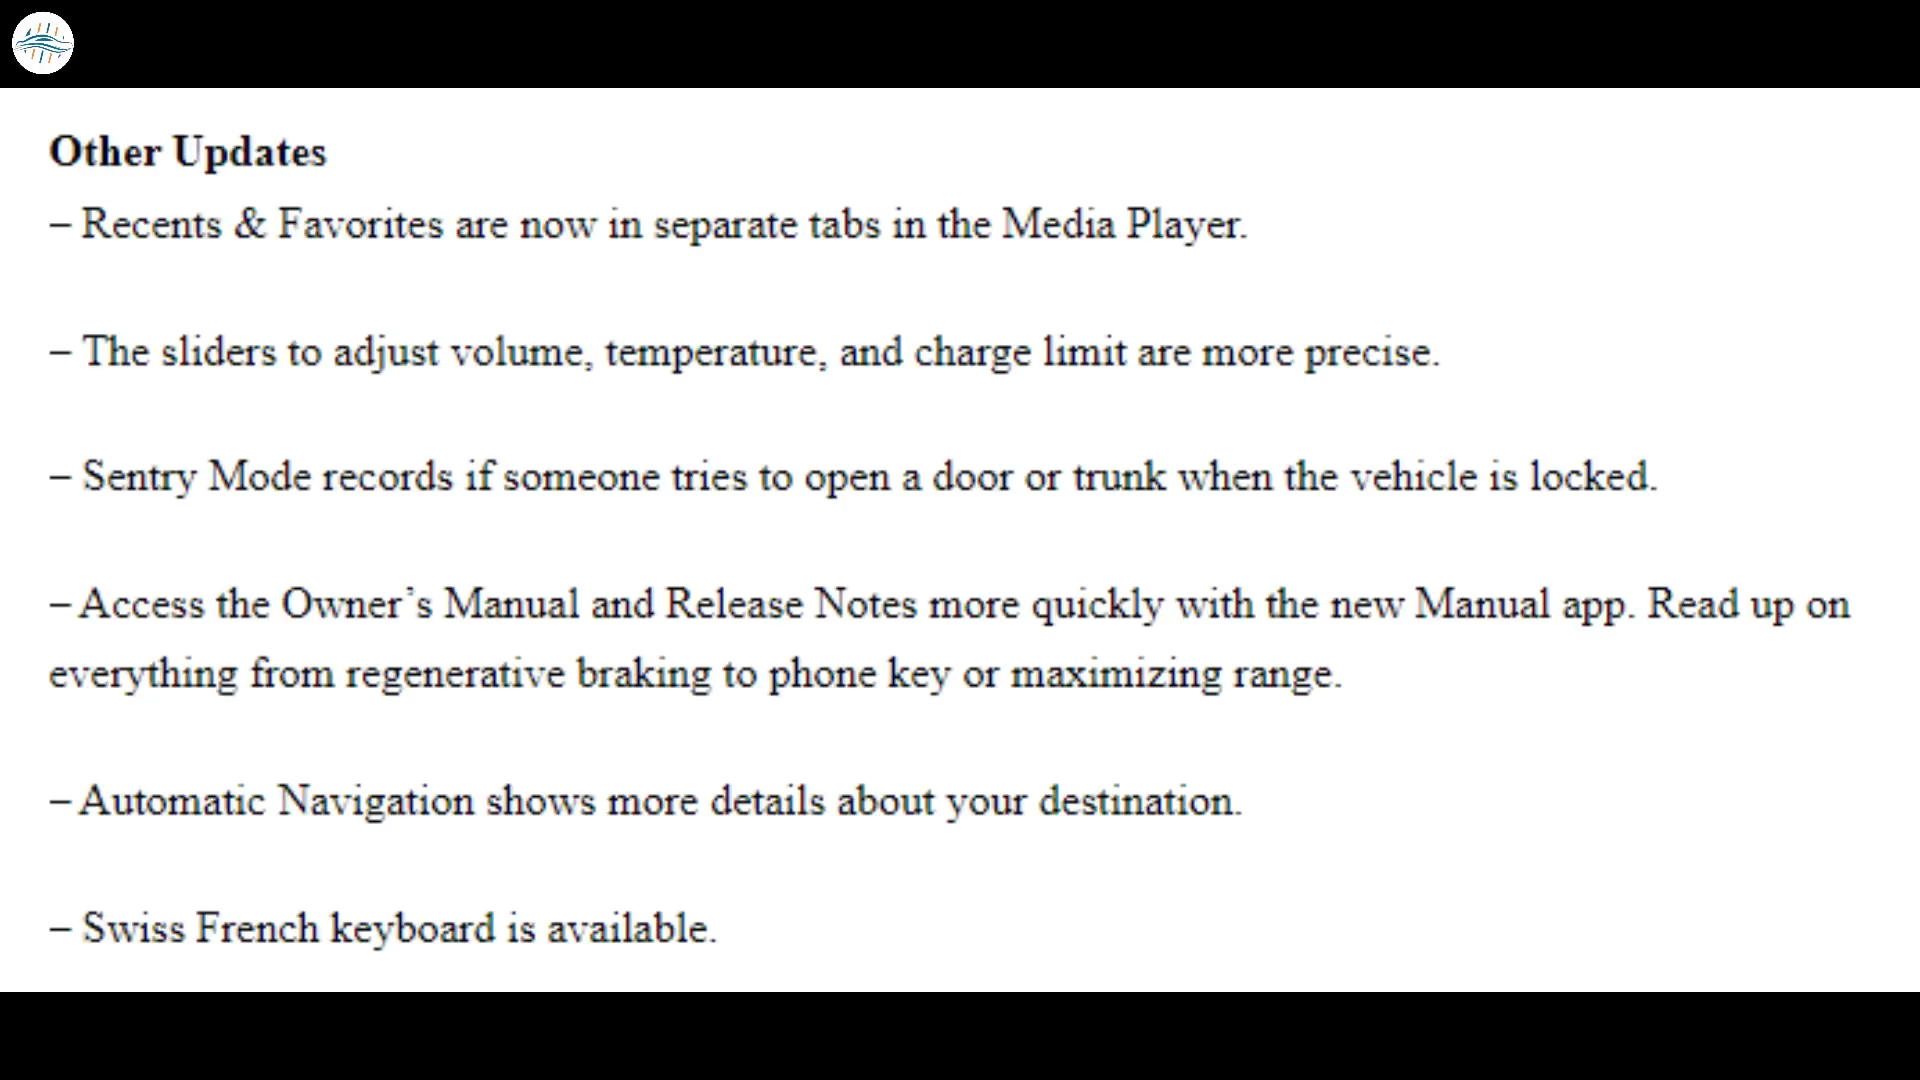 Other Updates
– Recents & Favorites are now in separate tabs in the Media Player.
– The sliders to adjust volume, temperature, and charge limit are more precise.
– Sentry Mode records if someone tries to open a door or trunk when the vehicle is locked.
– Access the Owner’s Manual and Release Notes more quickly with the new Manual app. Read up on
everything from regenerative braking to phone key or maximizing range.
– Automatic Navigation shows more details about your destination.
– Swiss French keyboard is available.